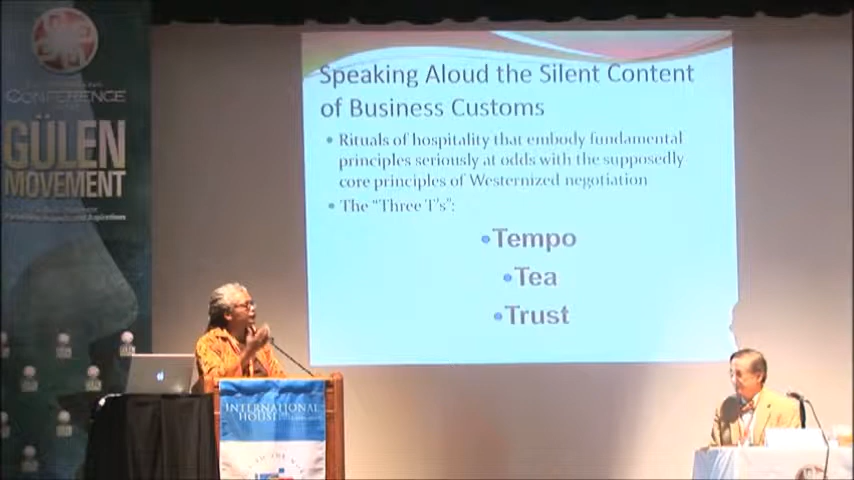 CONFERENCE
GÜLEN
MOVEMENT
Speaking Aloud the Silent Content
of Business Customs
• Rituals of hospitality that embody fundamental
principles seriously at odds with the supposedly
core principles of Westernized negotiation
• The “Three T's”:
• Tempo
• Tea
• Trust
INTERNATIONAL
HOUSE